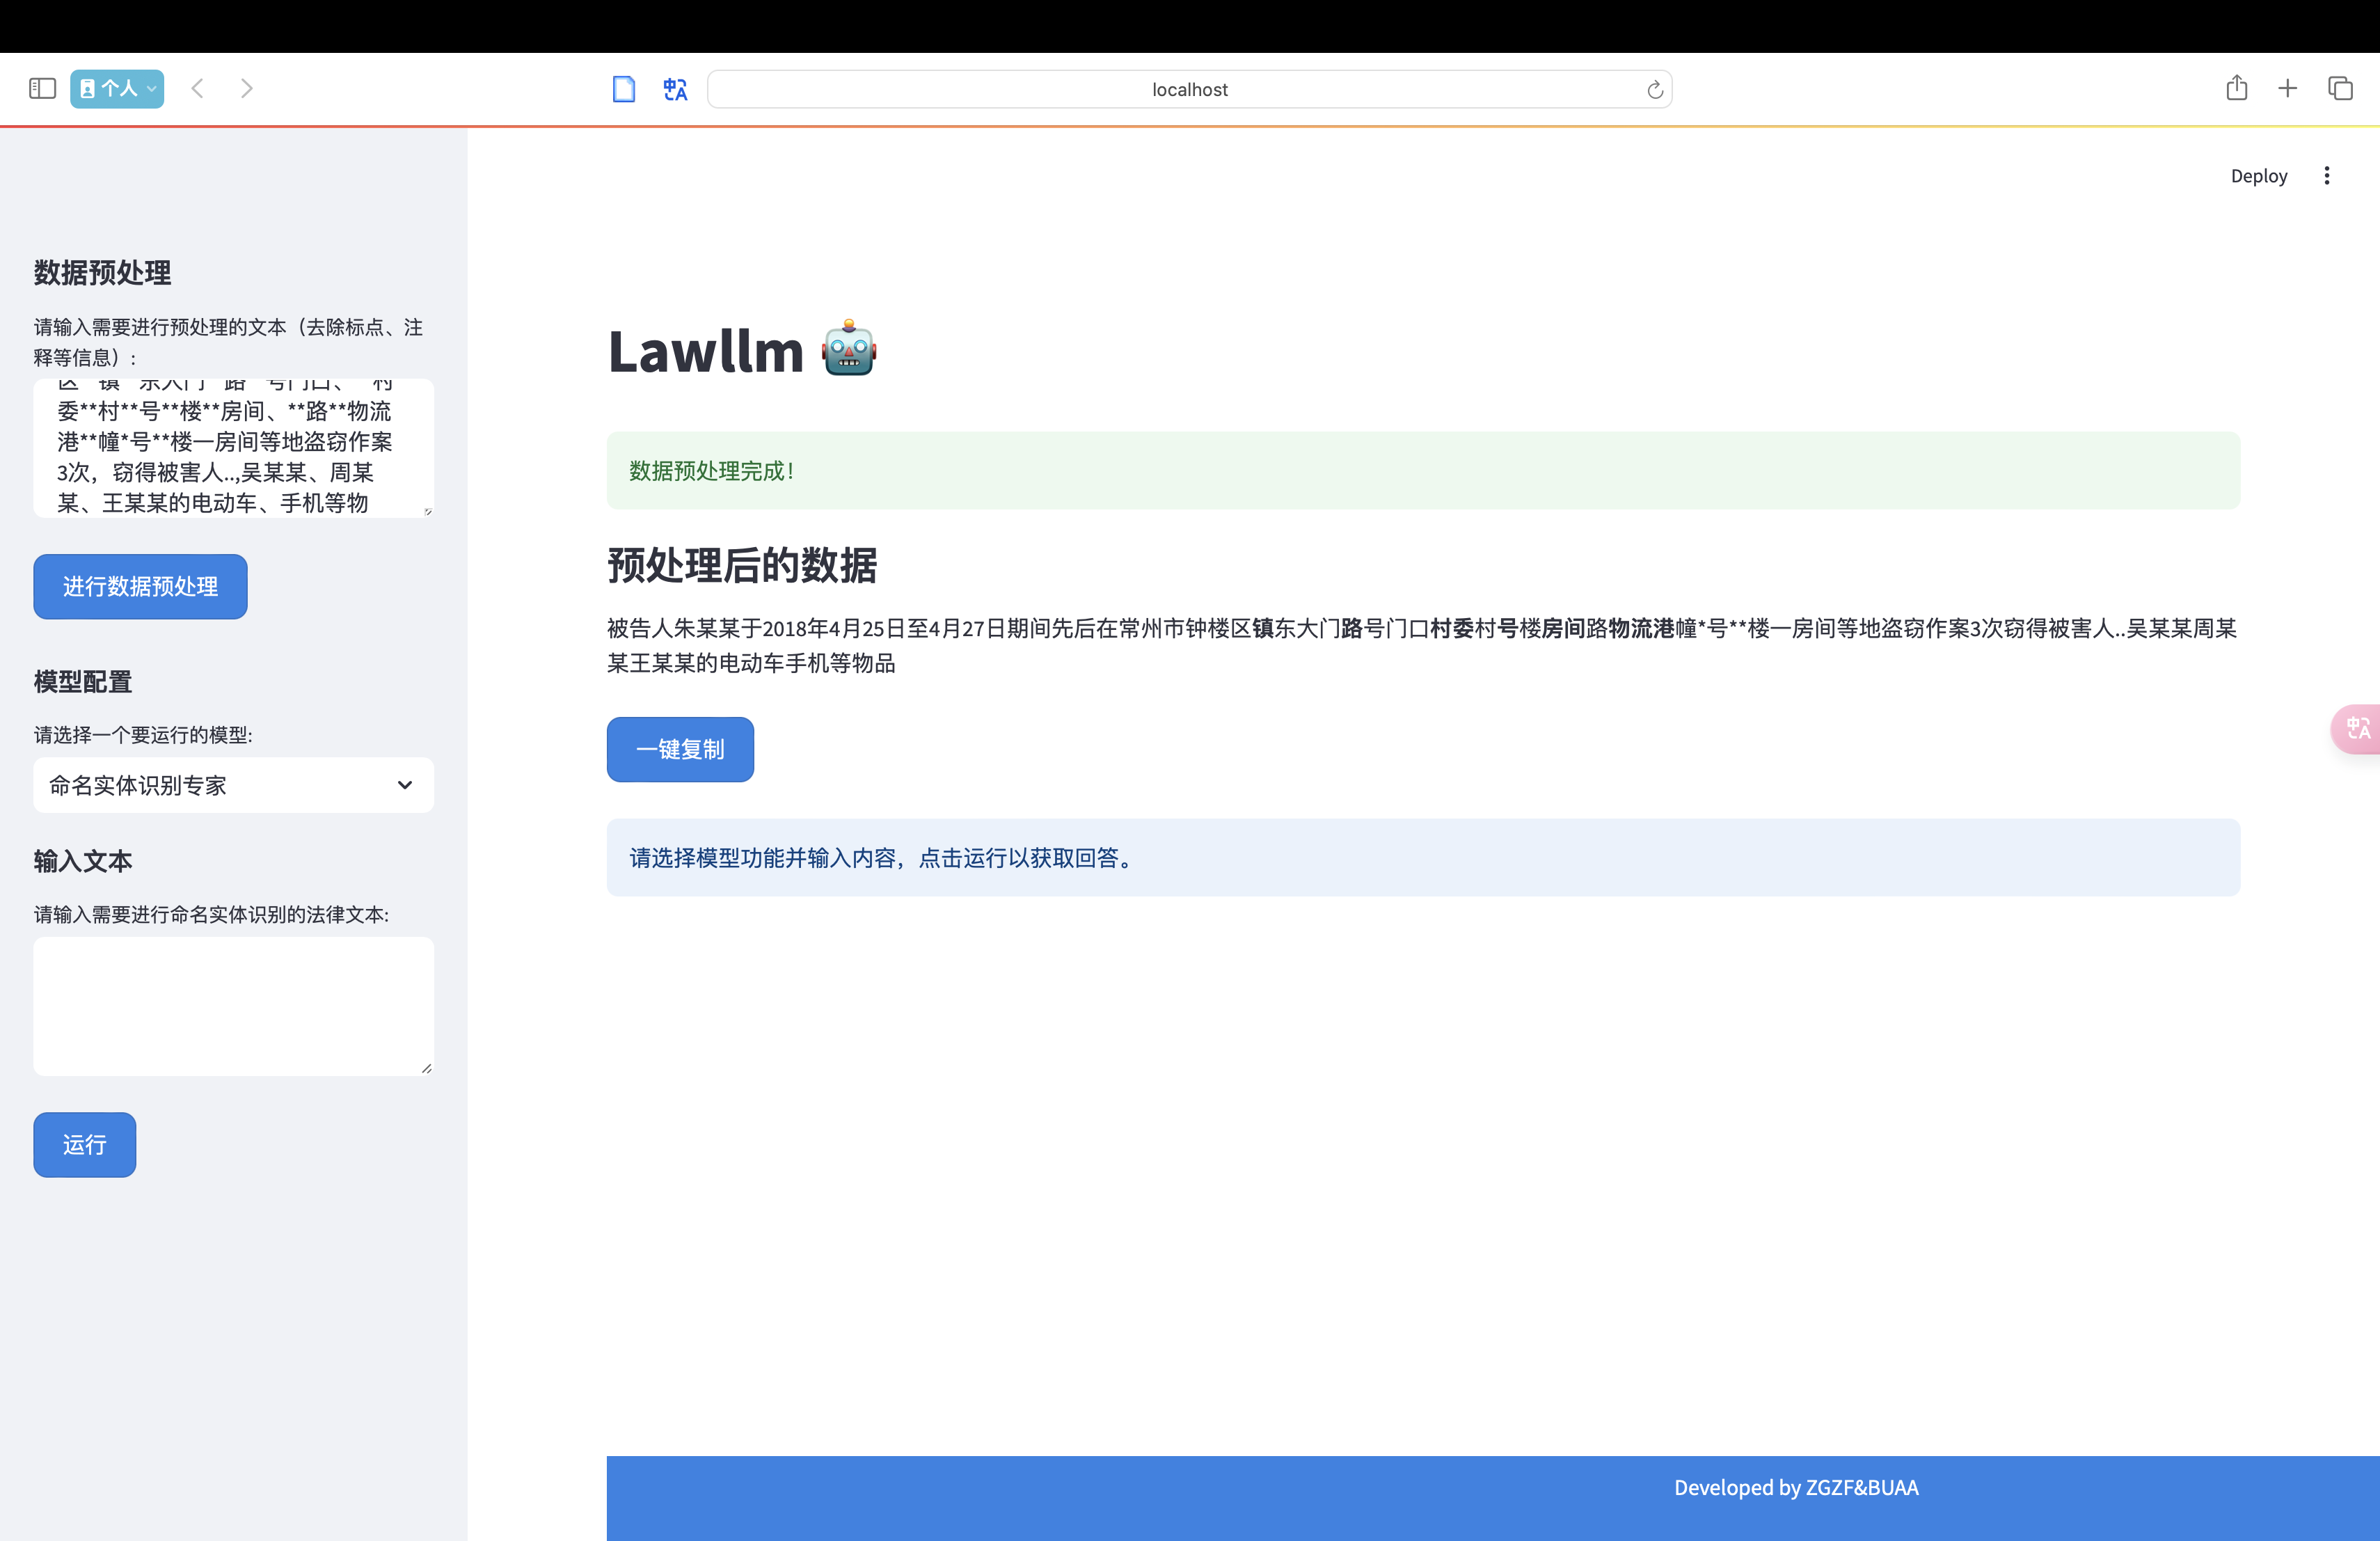 个人
localhost
Deploy
数据预处理
请输入需要进行预处理的文本（去除标点、注
释等信息）:
区**镇**东大门**路**号门口、**村
委**村**号**楼**房间、**路**物流
港**幢*号**楼一房间等地盗窃作案
3次，窃得被害人..,吴某某、周某
某、王某某的电动车、手机等物
进行数据预处理
模型配置
请选择一个要运行的模型:
命名实体识别专家
输入文本
请输入需要进行命名实体识别的法律文本:
运行
Lawllm
数据预处理完成！
预处理后的数据
被告人朱某某于2018年4月25日至4月27日期间先后在常州市钟楼区镇东大门路号门口村委村号楼房间路物流港幢*号**楼一房间等地盗窃作案3次窃得被害人..吴某某周某
某王某某的电动车手机等物品
一键复制
请选择模型功能并输入内容，点击运行以获取回答。
Developed by ZGZF&BUAA